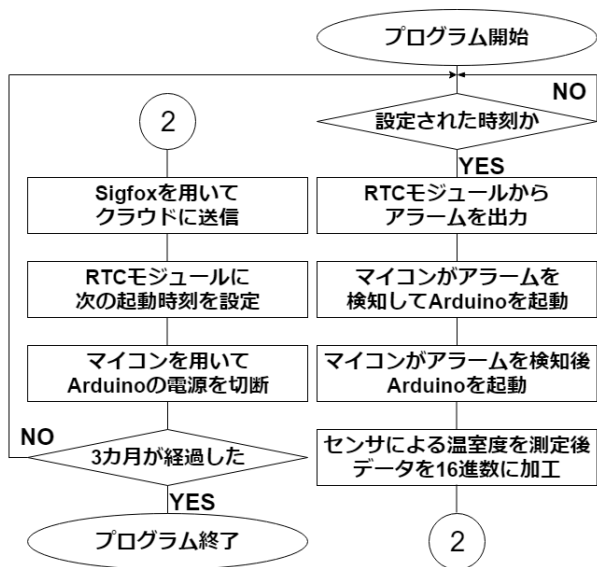 プログラム開始
NO
設定された時刻か
YES
RTCモジュールから
アラームを出力
マイコンがアラームを
検知してArduinoを起動
マイコンがアラームを検知後
Arduinoを起動
センサによる温室度を測定後
データを16進数に加工
2
2
Sigfoxを用いて
クラウドに送信
RTCモジュールに
次の起動時刻を設定
マイコンを用いて
Arduinoの電源を切断
NO
3カ月が経過した
YES
プログラム終了